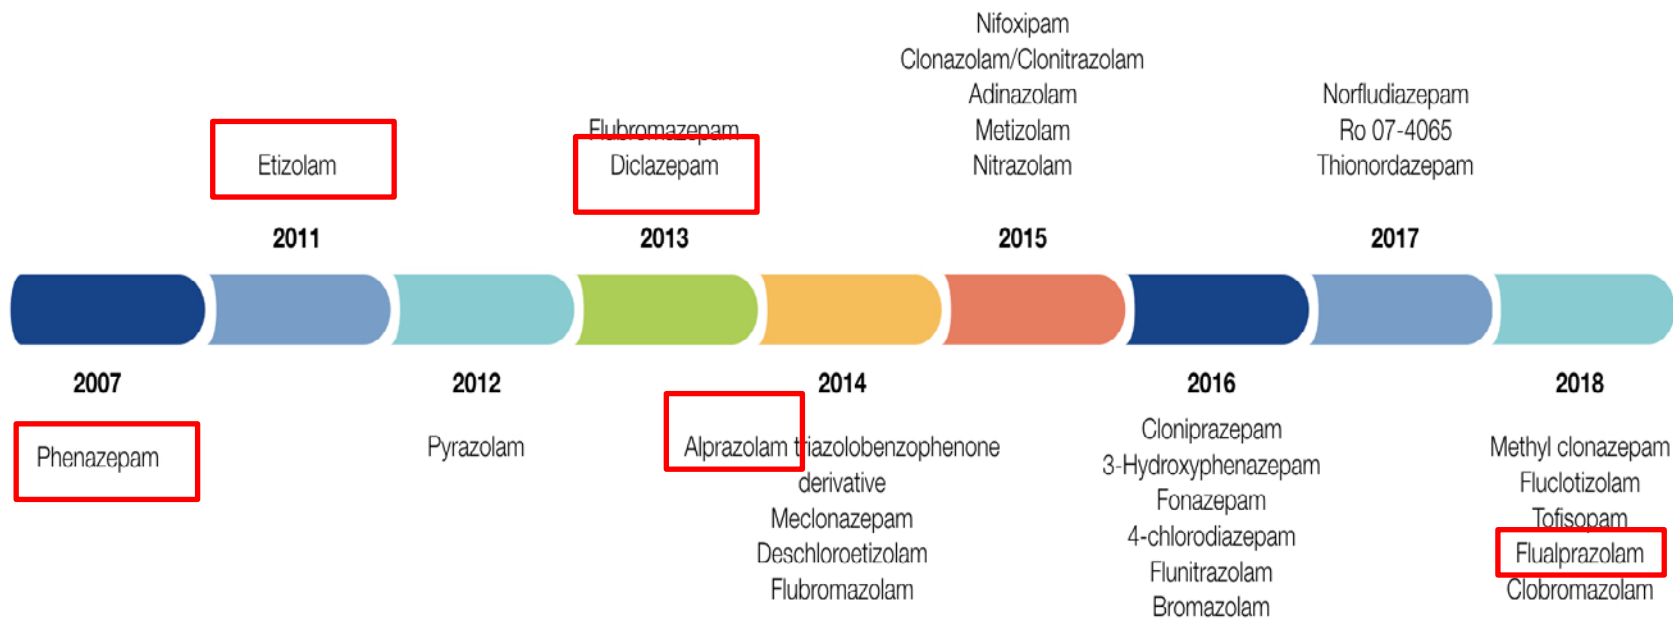 Nifoxipam
Clonazolam/Clonitrazolam
Adinazolam
Metizolam
Nitrazolam
Norfludiazepam
Ro 07-4065
Thionordazepam
Flubromazepam
Diclazepam
Etizolam
2011
2013
2015
2017
2007
2012
2014
2016
2018
Phenazepam
Pyrazolam
Alprazolam triazolobenzophenone
derivative
Meclonazepam
Deschloroetizolam
Flubromazolam
Cloniprazepam
3-Hydroxyphenazepam
Fonazepam
4-chlorodiazepam
Flunitrazolam
Bromazolam
Methyl clonazepam
Fluclotizolam
Tofisopam
Flualprazolam
Clobromazolam